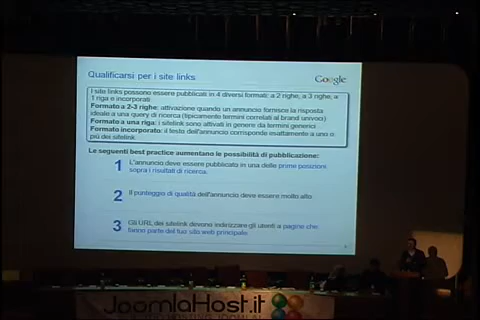 Qualificarsi per i site links
Google
I site links possono essere pubblicati in 4 diversi formati: a 2 righe, a 3 righe, a
1 riga e incorporati
Formato a 2-3 righe: attivazione quando un annuncio fornisce la risposta
ideale a una query di ricerca (tipicamente termini correlati al brand univoci)
Formato a una riga: i sitelink sono attivati in genere da termini generici
Formato incorporato: il testo dell'annuncio corrisponde esattamente a uno o
più dei sitelink.
Le seguenti best practice aumentano le possibilità di pubblicazione:
1 L'annuncio deve essere pubblicato in una delle prime posizioni
sopra i risultati di ricerca.
2 Il punteggio di qualità dell'annuncio deve essere molto alto
3 Gli URL dei sitelink devono indirizzare gli utenti a pagine che
fanno parte del tuo sito web principale
JoomlaHost.it